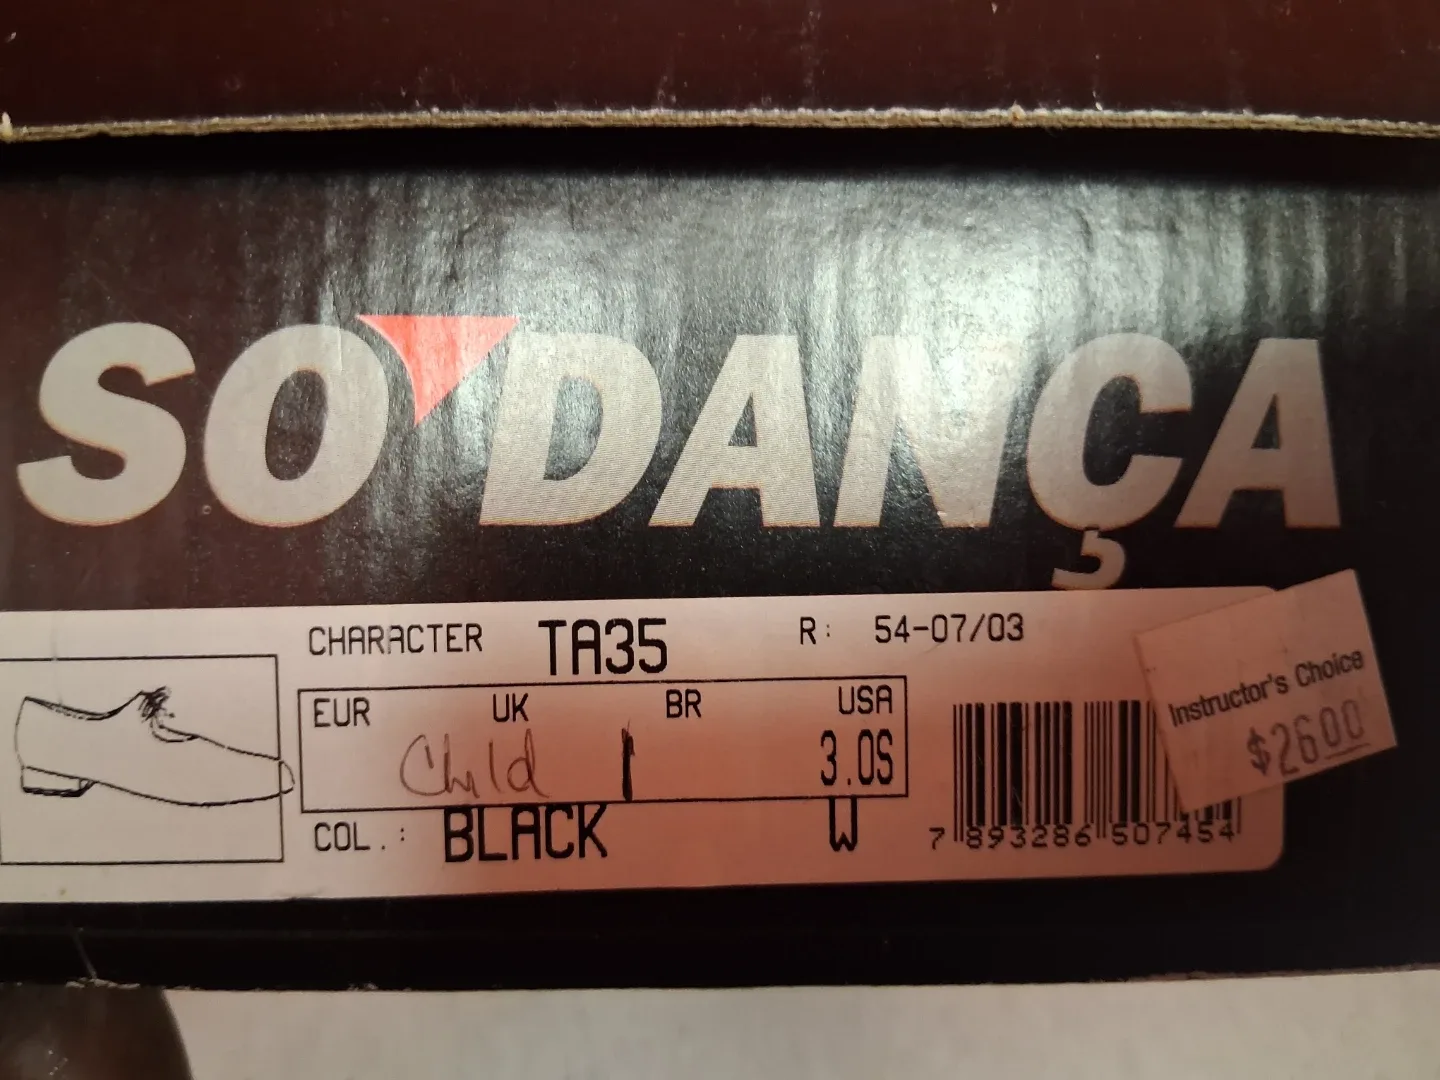 SO DANÇA
CHARACTER TA35 R: 54-07/03
EUR UK BR USA
Child 1 3.0S
COL.: BLACK W
7 893286 507454
Instructor's Choice
$26.00